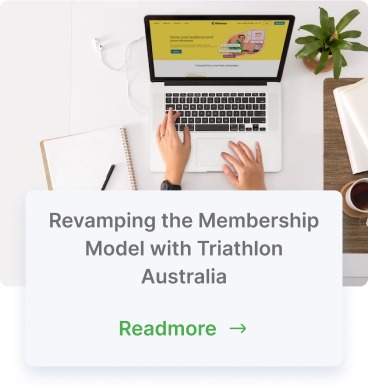 Revamping the Membership
Model with Triathlon
Australia
Readmore →